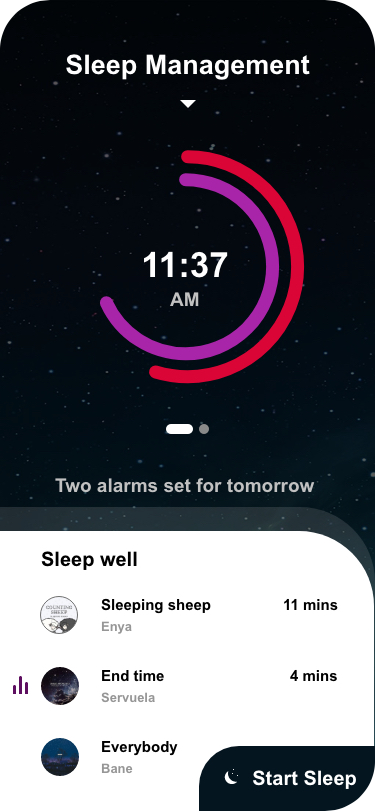 Sleep Management
11:37
AM
Two alarms set for tomorrow
Sleep well
COUNTING
SHEEP
Sleeping sheep
11 mins
Enya
End time
4 mins
Servuela
Everybody
Bane
Start Sleep